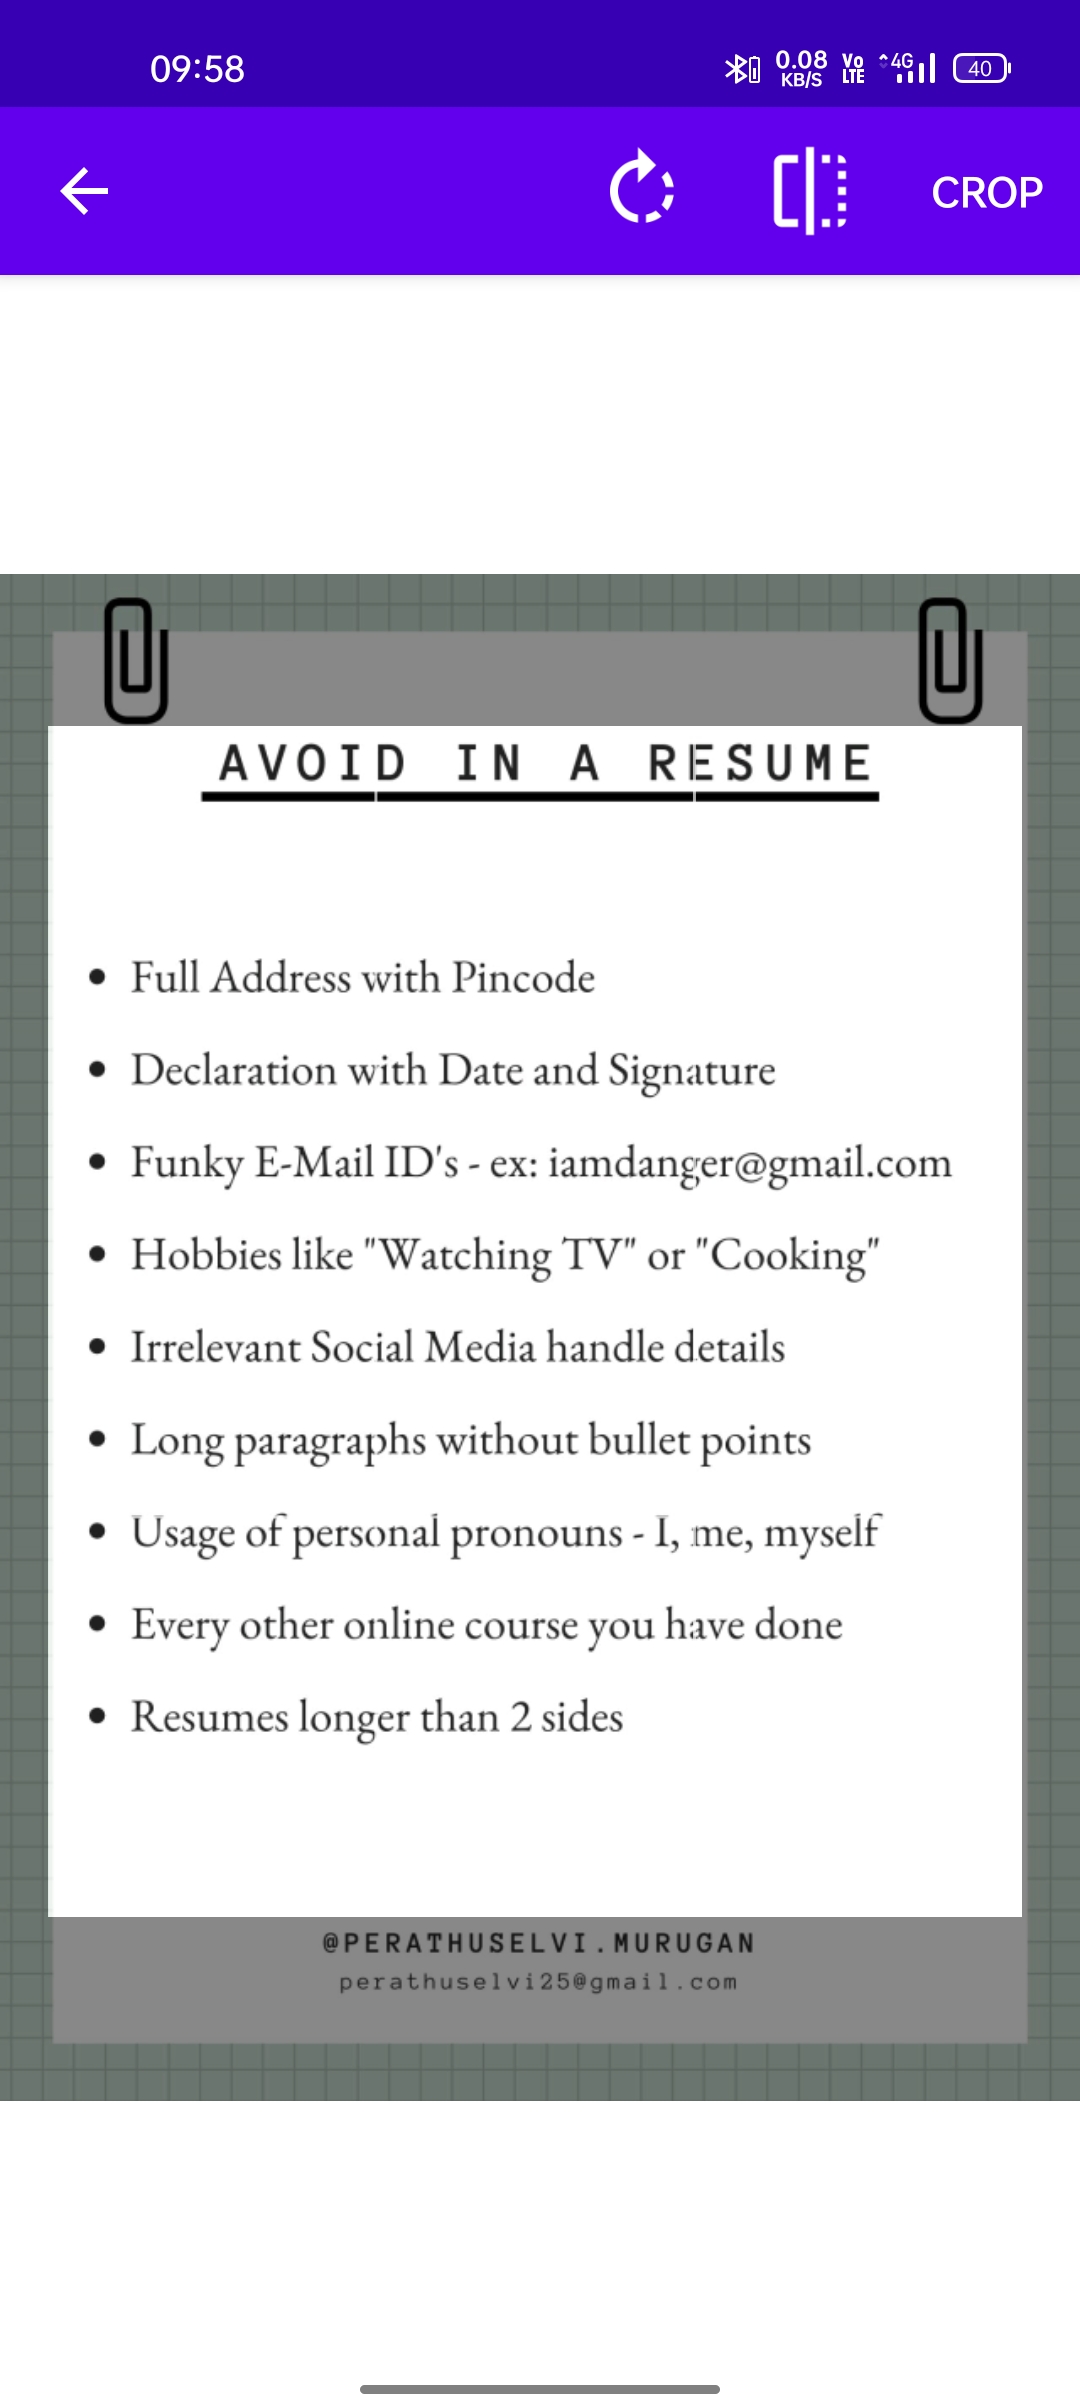 09:58
0.08
KB/S
Vo
LTE
4G
40
CROP
AVOID IN A RESUME
• Full Address with Pincode
• Declaration with Date and Signature
• Funky E-Mail ID's - ex: iamdanger@gmail.com
• Hobbies like "Watching TV" or "Cooking"
• Irrelevant Social Media handle details
• Long paragraphs without bullet points
• Usage of personal pronouns - I, me, myself
• Every other online course you have done
• Resumes longer than 2 sides
@PERATHUSELVI.MURUGAN
perathuselvi25@gmail.com